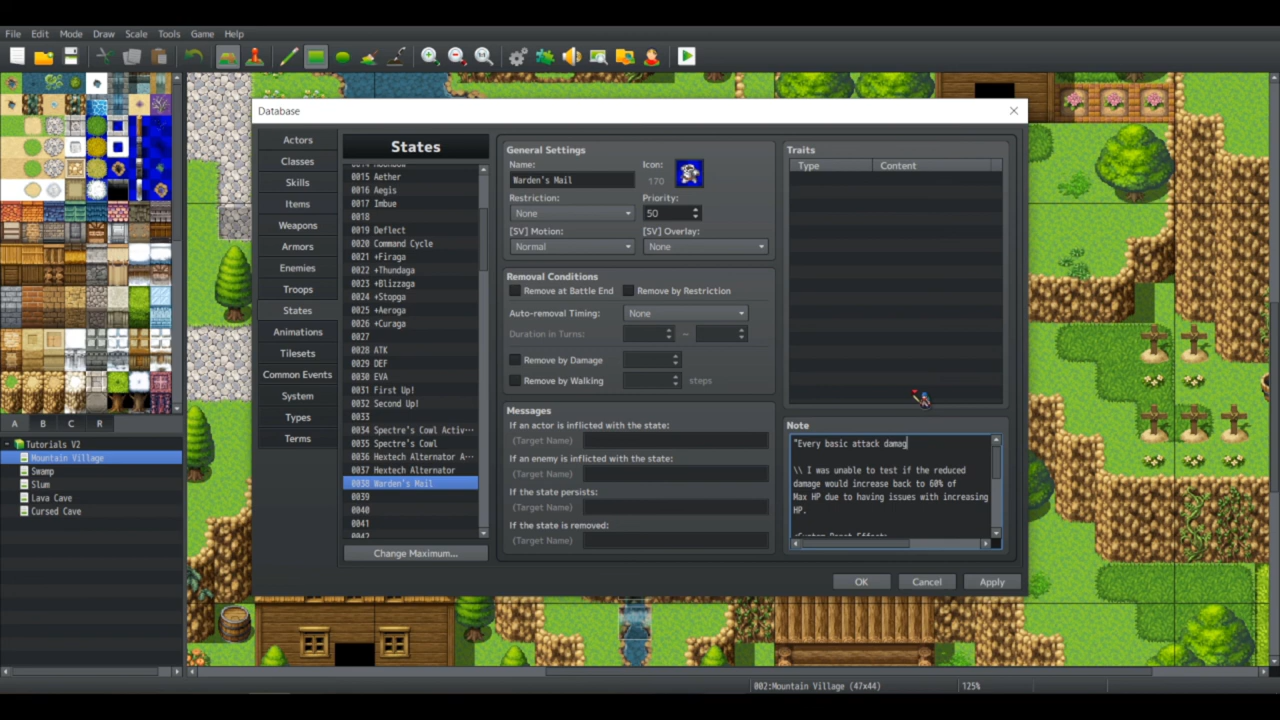 File Edit Mode Draw Scale Tools Game Help
Database
Actors
Classes
Skills
Items
Weapons
Armors
Enemies
Troops
States
Animations
Tilesets
Common Events
System
Types
Terms
States
0015 Aether
0016 Aegis
0017 Imbue
0018
0019 Deflect
0020 Command Cycle
0021 +Firaga
0022 +Thundaga
0023 +Blizzaga
0024 +Stopga
0025 +Aeroga
0026 +Curaga
0027
0028 ATK
0029 DEF
0030 EVA
0031 First Up!
0032 Second Up!
0033
0034 Spectre's Cowl Activ...
0035 Spectre's Cowl
0036 Hextech Alternator A...
0037 Hextech Alternator
0038 Warden's Mail
0039
0040
0041
0042
Change Maximum...
General Settings
Name:
Icon:
Warden's Mail
170
Restriction:
Priority:
None
50
[SV] Motion:
[SV] Overlay:
Normal
None
Removal Conditions
Remove at Battle End
Remove by Restriction
Auto-removal Timing:
None
Duration in Turns:
~
Remove by Damage
Remove by Walking
steps
Messages
If an actor is inflicted with the state:
(Target Name)
If an enemy is inflicted with the state:
(Target Name)
If the state persists:
(Target Name)
If the state is removed:
(Target Name)
Traits
Type
Content
Note
"Every basic attack damag
\\ I was unable to test if the reduced
damage would increase back to 60% of
Max HP due to having issues with increasing
HP.
OK
Cancel
Apply
A B C R
Tutorials V2
Mountain Village
Swamp
Slum
Lava Cave
Cursed Cave
002:Mountain Village (47x44)
125%